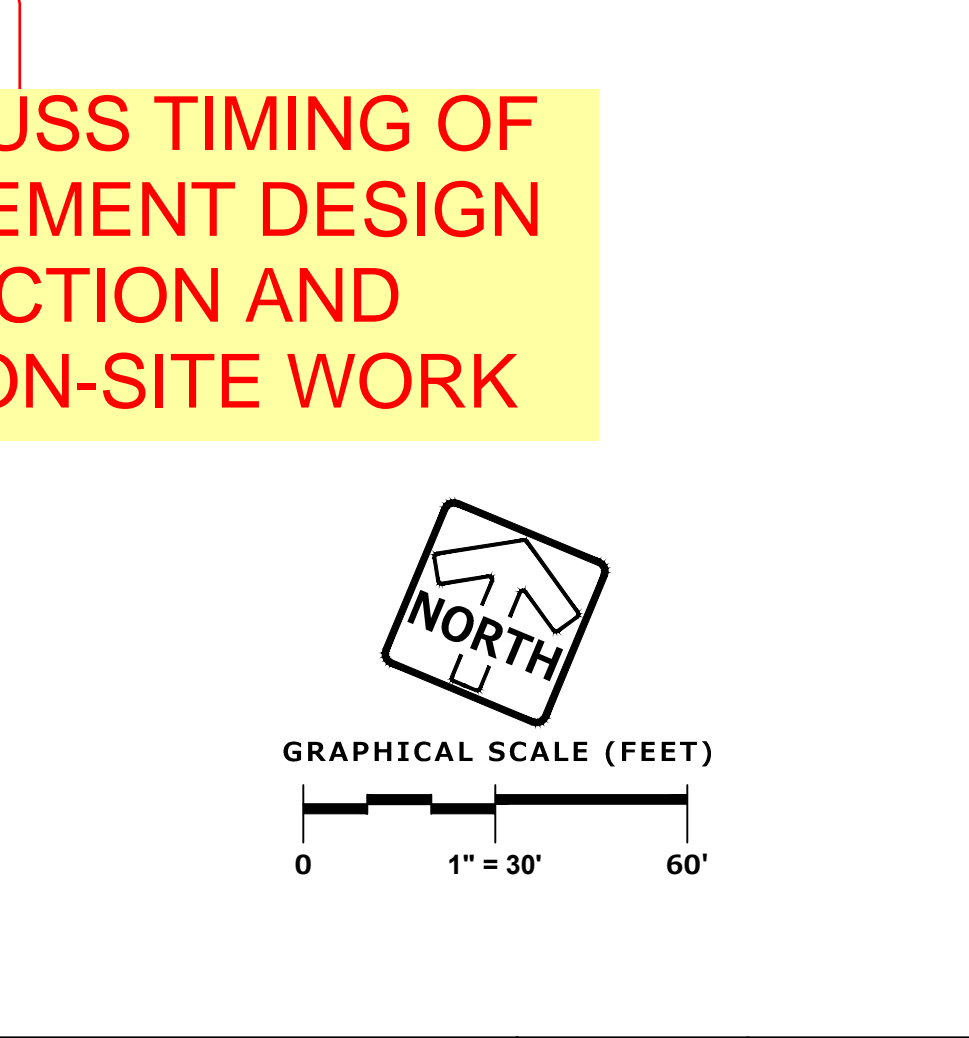 USS TIMING OF
EMENT DESIGN
CTION AND
ON-SITE WORK
NORTH
GRAPHICAL SCALE (FEET)
0 1" = 30' 60'